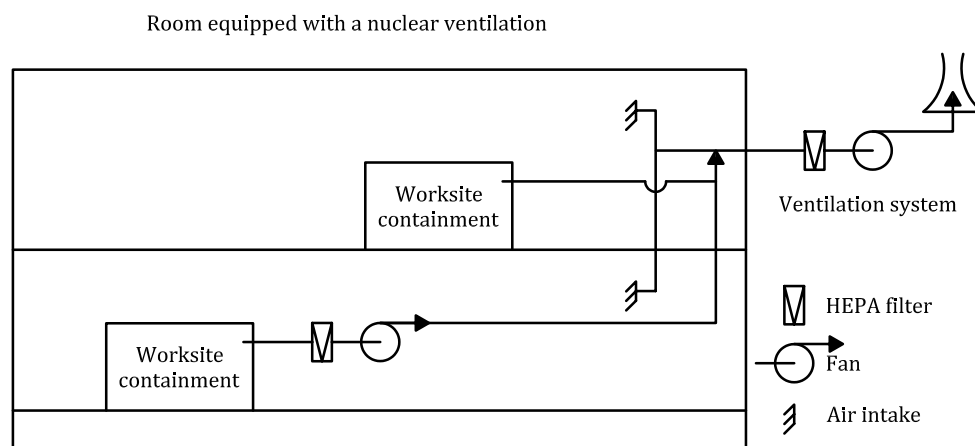 Room equipped with a nuclear ventilation
Worksite
containment
Ventilation system
HEPA filter
Worksite
containment
Fan
Air intake